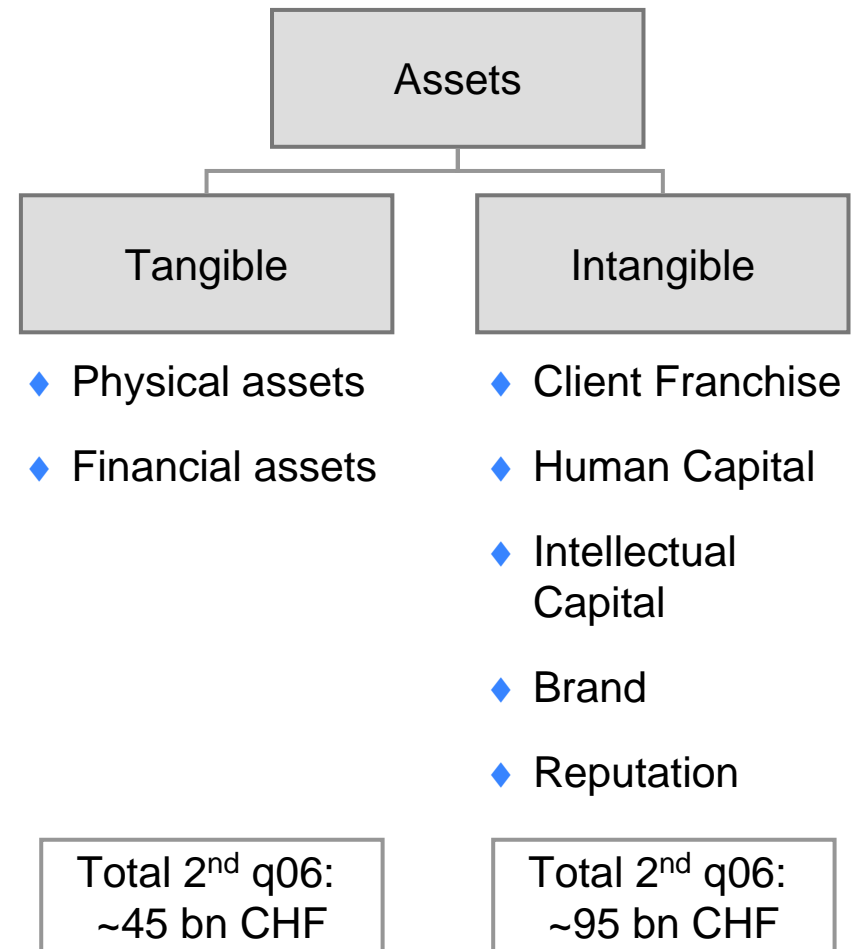 Assets
Tangible
Intangible
Physical assets
Financial assets
Client Franchise
Human Capital
Intellectual
Capital
Brand
Reputation
Total 2nd q06:
~45 bn CHF
Total 2nd q06:
~95 bn CHF